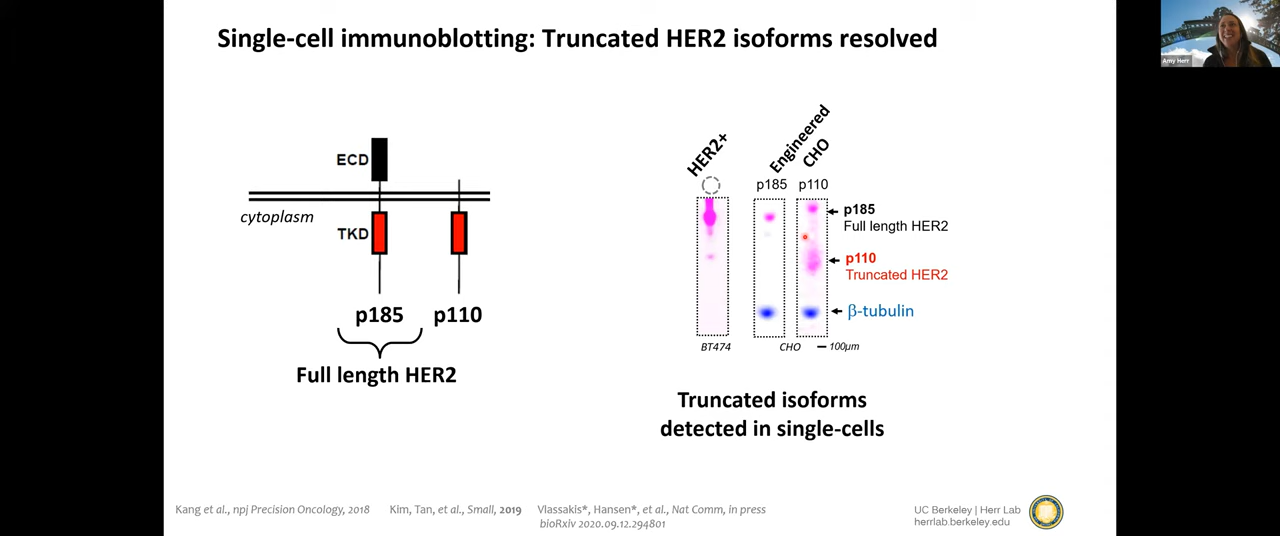 Single-cell immunoblotting: Truncated HER2 isoforms resolved
Amy Herr
ECD
cytoplasm
TKD
p185
p110
Full length HER2
HER2+
Engineered
CHO
p185
p110
p185
Full length HER2
p110
Truncated HER2
β-tubulin
BT474
CHO
100µm
Truncated isoforms
detected in single-cells
Kang et al., npj Precision Oncology, 2018
Kim, Tan, et al., Small, 2019
Vlassakis*, Hansen*, et al., Nat Comm, in press
bioRxiv 2020.09.12.294801
UC Berkeley | Herr Lab
herrlab.berkeley.edu